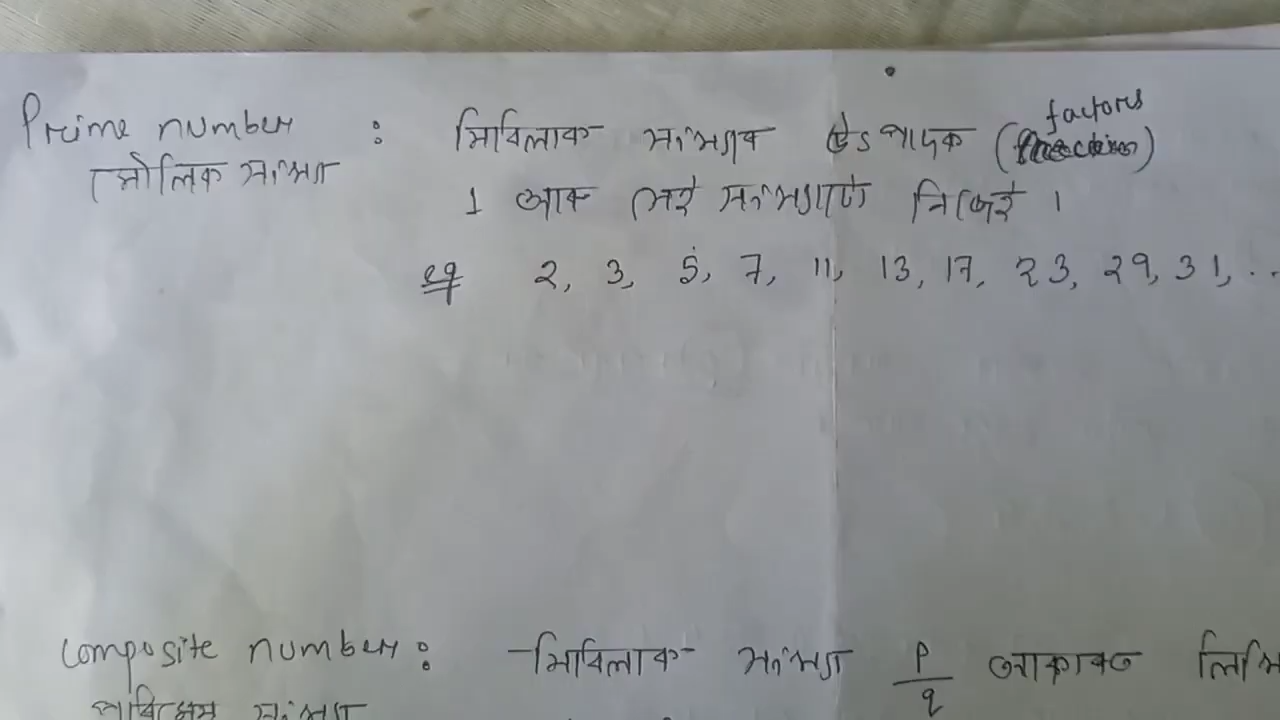 Prime number : যিবিলাক সংখ্যাক উৎপাদক (factors)
মৌলিক সংখ্যা
1 আৰু সেই সংখ্যাটো নিজেই ।
eg 2, 3, 5, 7, 11, 13, 17, 23, 29, 31, ...
Composite number : যিবিলাক সংখ্যা p/q আকাৰত
সংখ্যা